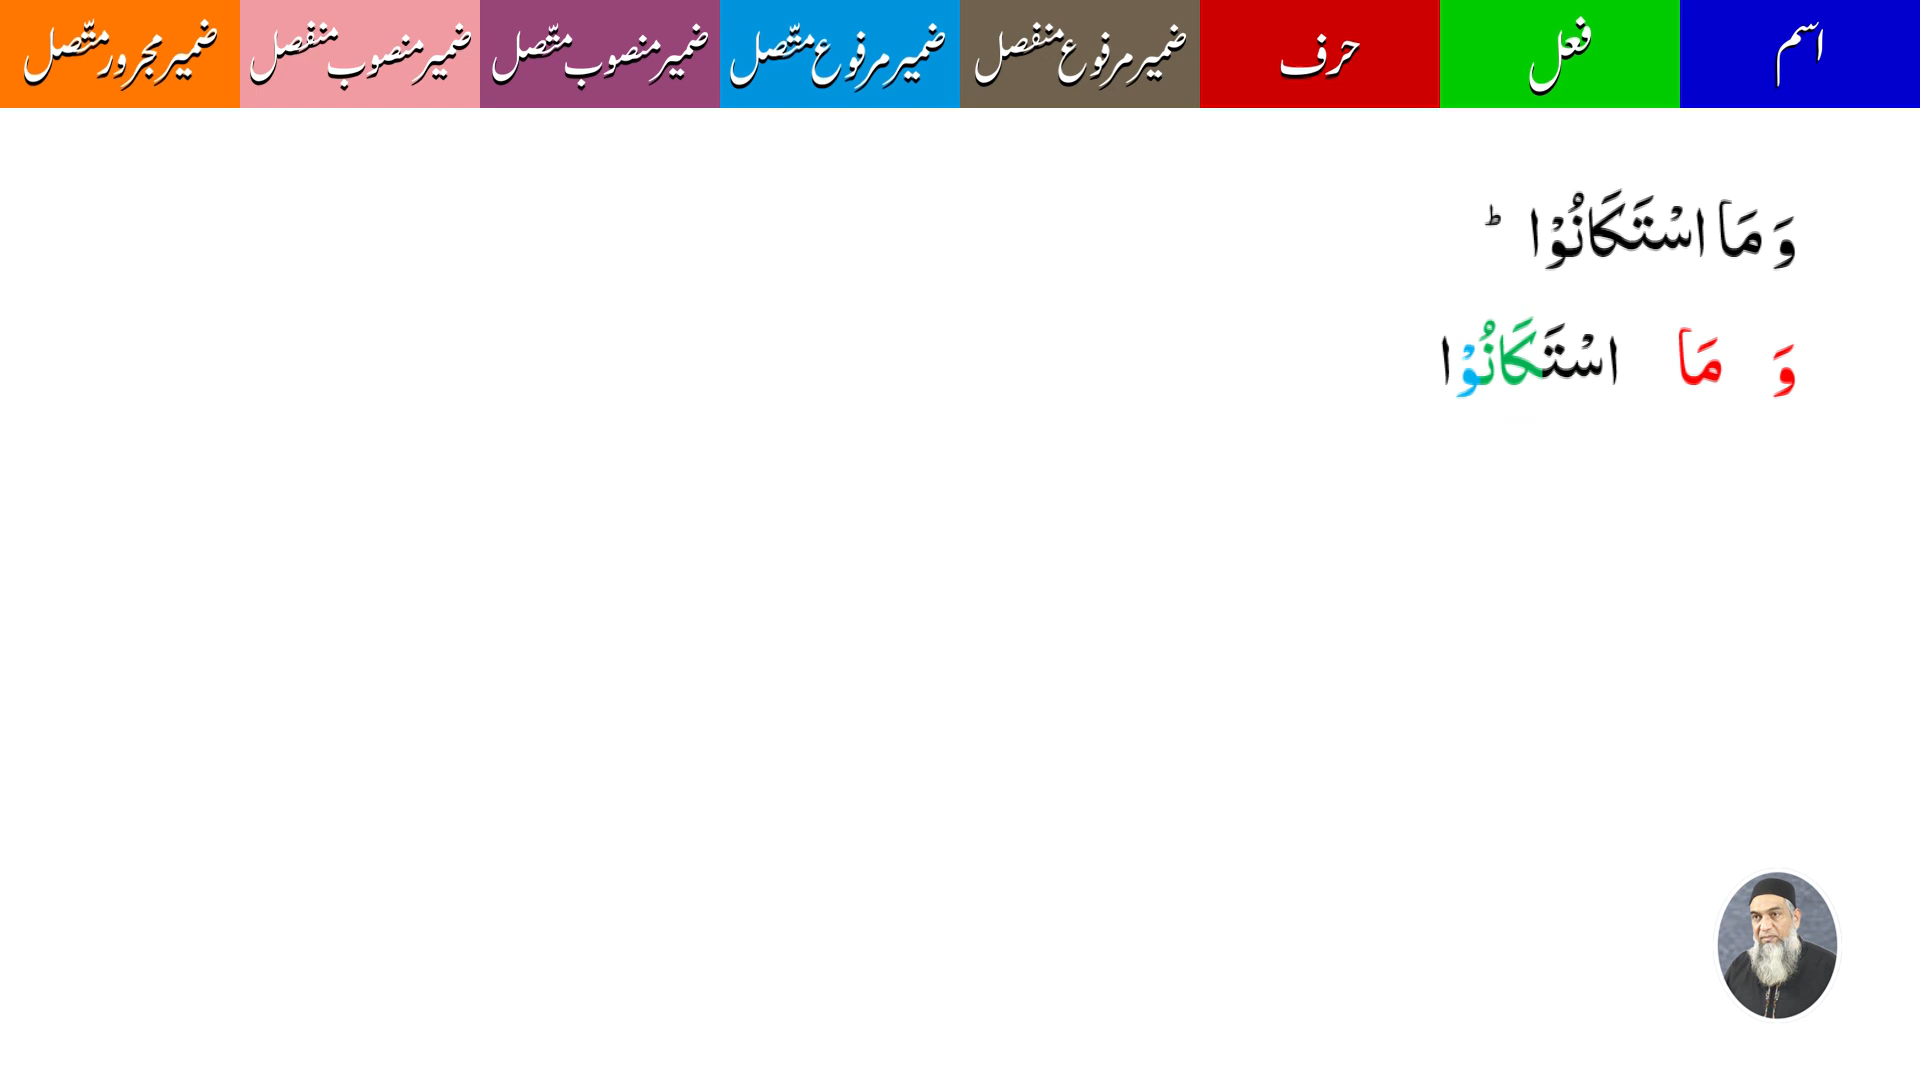 اسم فعل حرف ضمیر مرفوع منفصل ضمیر مرفوع متّصل ضمیر منصوب متّصل ضمیر منصوب منفصل ضمیر مجرور متّصل
وَ مَا اسْتَكَانُوْا ؕ
وَ مَا اسْتَكَانُوْا